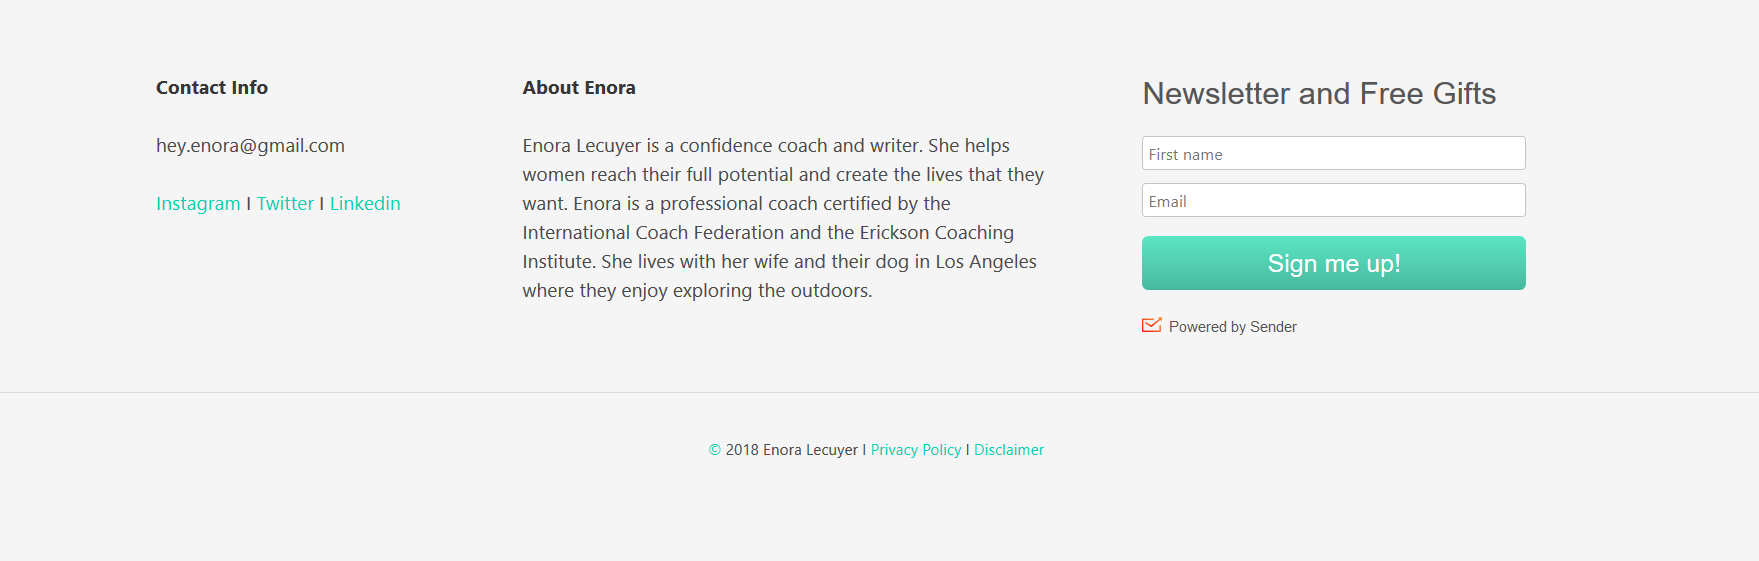 Contact Info
hey.enora@gmail.com
Instagram I Twitter I Linkedin
About Enora
Enora Lecuyer is a confidence coach and writer. She helps
women reach their full potential and create the lives that they
want. Enora is a professional coach certified by the
International Coach Federation and the Erickson Coaching
Institute. She lives with her wife and their dog in Los Angeles
where they enjoy exploring the outdoors.
Newsletter and Free Gifts
First name
Email
Sign me up!
Powered by Sender
© 2018 Enora Lecuyer I Privacy Policy I Disclaimer